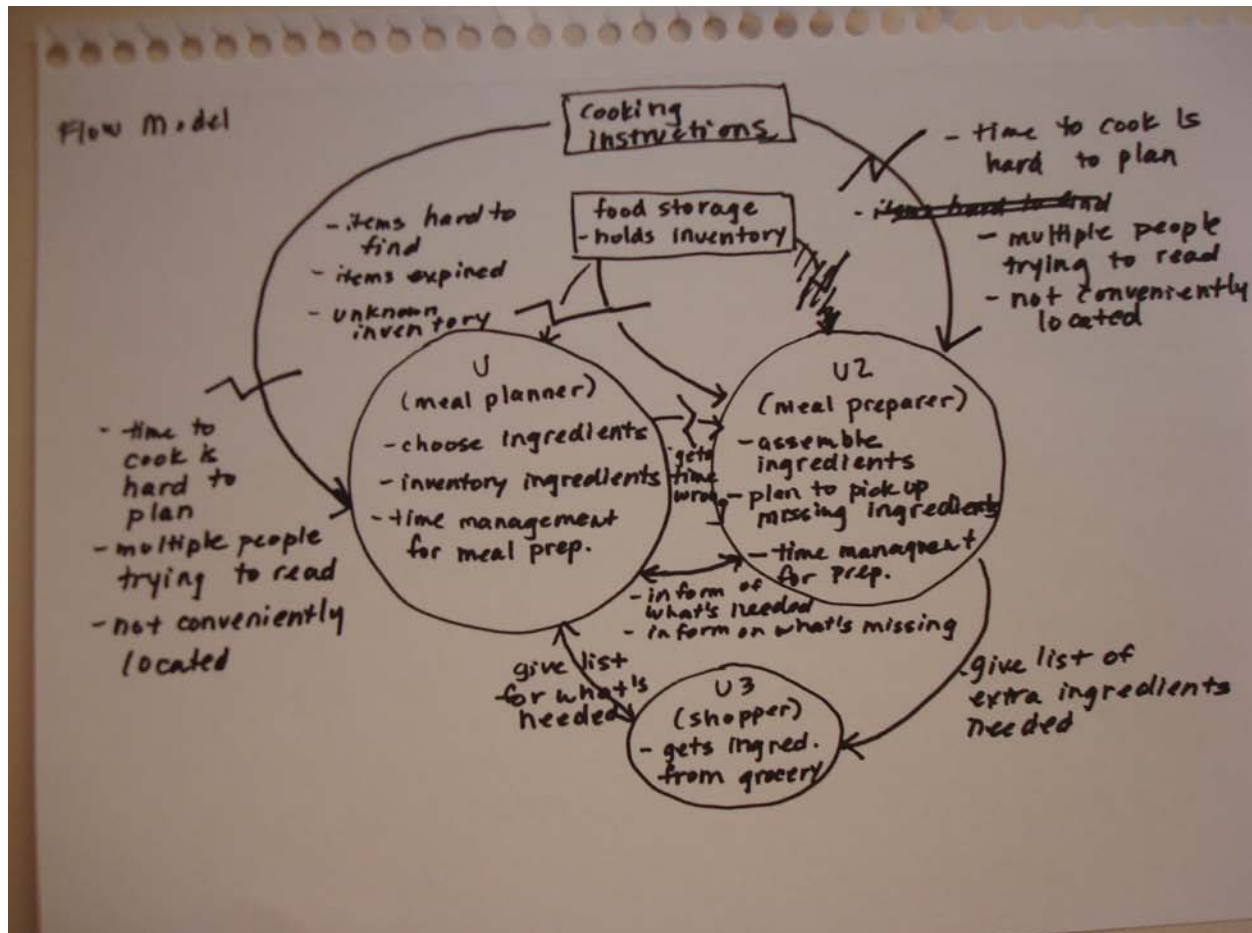 Flow Model
cooking
instructions
- time to cook is
hard to plan
- items hard to find
- multiple people
trying to read
- not conveniently
located
food storage
- holds inventory
- items hard to
find
- items expired
- unknown
inventory
U
(meal planner)
- choose ingredients
- inventory ingredients
- time management
for meal prep.
gets
time
wrong
U2
(meal preparer)
- assemble
ingredients
- plan to pick up
missing ingredients
- time managment
for prep.
- time to
cook is
hard to
plan
- multiple people
trying to read
- not conveniently
located
- inform of
what's needed
- inform on what's missing
give list
for what's
needed
U3
(shopper)
- gets ingred.
from grocery
- give list of
extra ingredients
needed